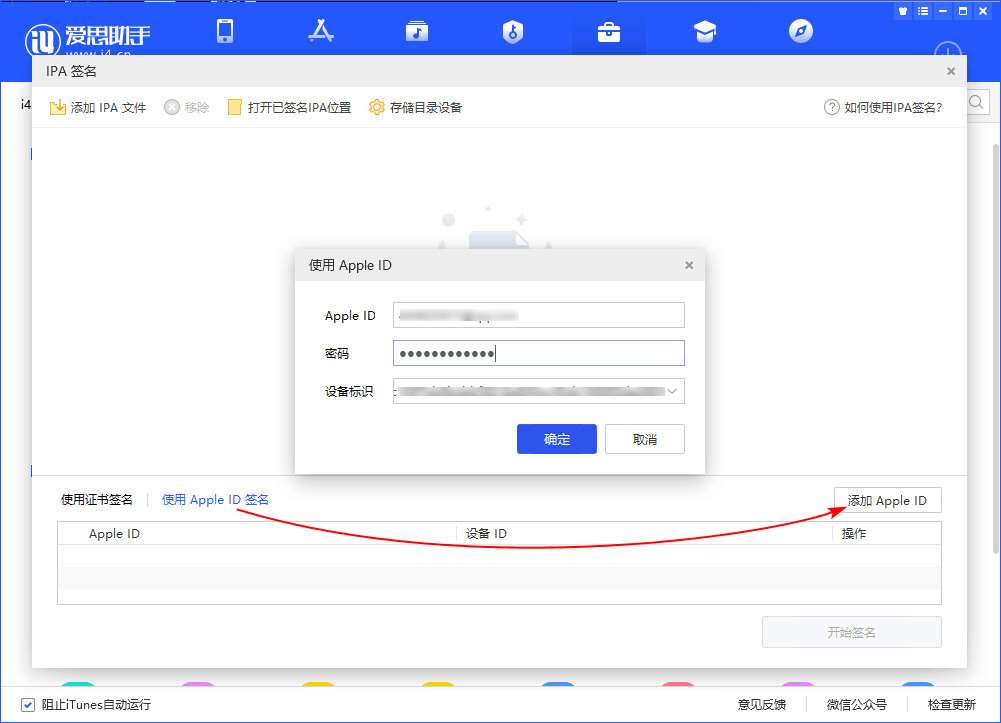 爱思助手
www.i4.cn
i4
IPA 签名
添加 IPA 文件 移除 打开已签名IPA位置 存储目录设备 如何使用IPA签名?
使用 Apple ID
Apple ID
密码
设备标识
确定 取消
使用证书签名 使用 Apple ID 签名 添加 Apple ID
Apple ID 设备 ID 操作
开始签名
阻止iTunes自动运行 意见反馈 微信公众号 检查更新